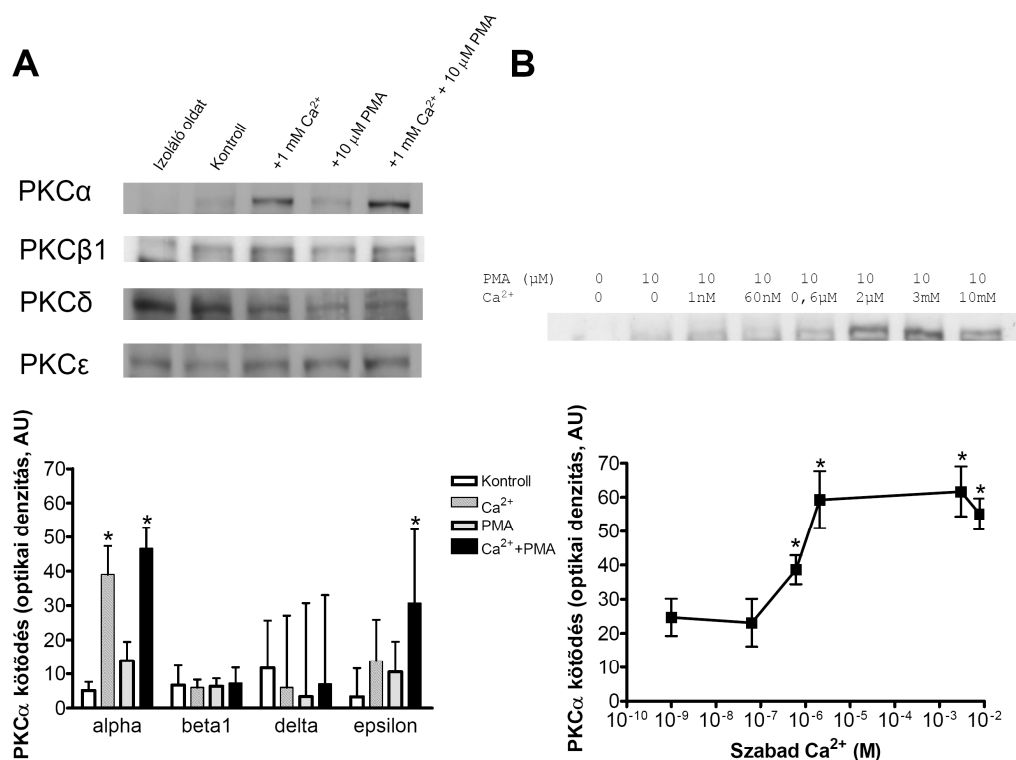 A
Izoláló oldat
Kontroll
+1 mM Ca²⁺
+10 µM PMA
+1 mM Ca²⁺ + 10 µM PMA
PKCα
PKCβ1
PKCδ
PKCε
PKCα kötődés (optikai denzitás, AU)
70
60
50
40
30
20
10
0
* * *
alpha beta1 delta epsilon
Kontroll
Ca²⁺
PMA
Ca²⁺+PMA
B
PMA (µM) 0 10 10 10 10 10 10 10
Ca²⁺ 0 0 1nM 60nM 0,6µM 2µM 3mM 10mM
PKCα kötődés (optikai denzitás, AU)
70
60
50
40
30
20
10
0
* * * *
10⁻¹⁰ 10⁻⁹ 10⁻⁸ 10⁻⁷ 10⁻⁶ 10⁻⁵ 10⁻⁴ 10⁻³ 10⁻²
Szabad Ca²⁺ (M)